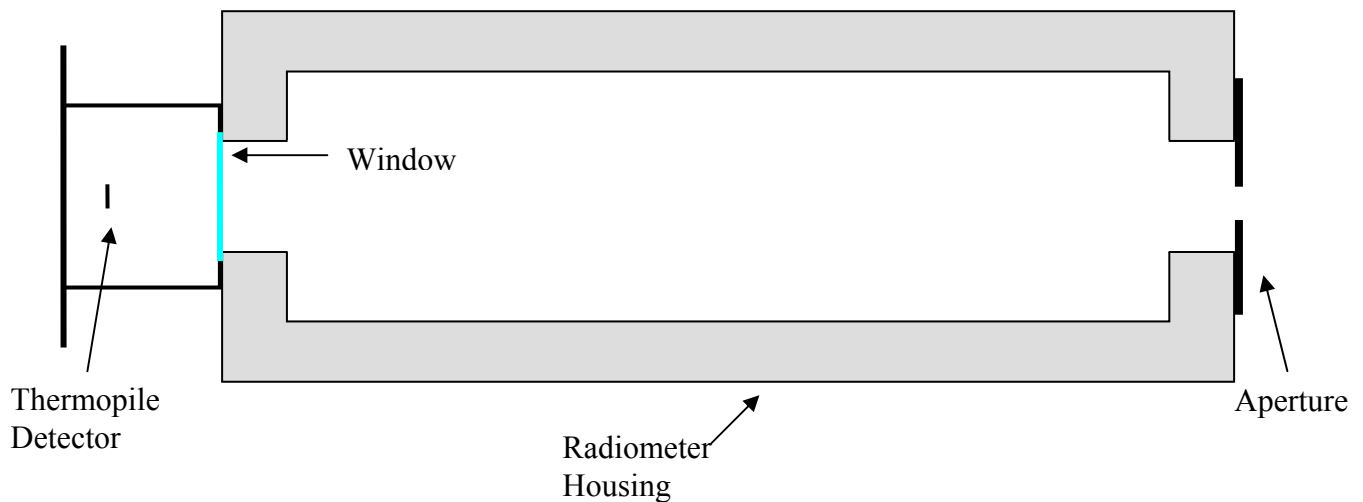 Window
Thermopile
Detector
Radiometer
Housing
Aperture